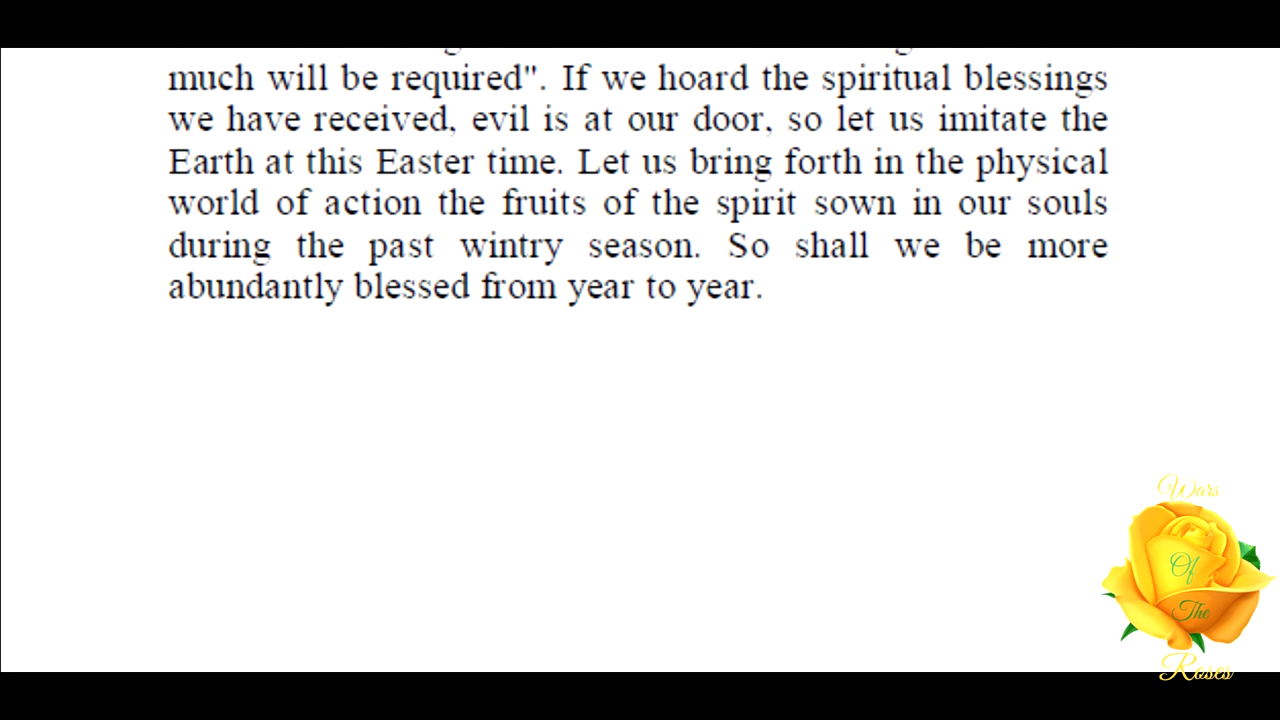 much will be required". If we hoard the spiritual blessings
we have received, evil is at our door, so let us imitate the
Earth at this Easter time. Let us bring forth in the physical
world of action the fruits of the spirit sown in our souls
during the past wintry season. So shall we be more
abundantly blessed from year to year.
Wars
Of
The
Roses